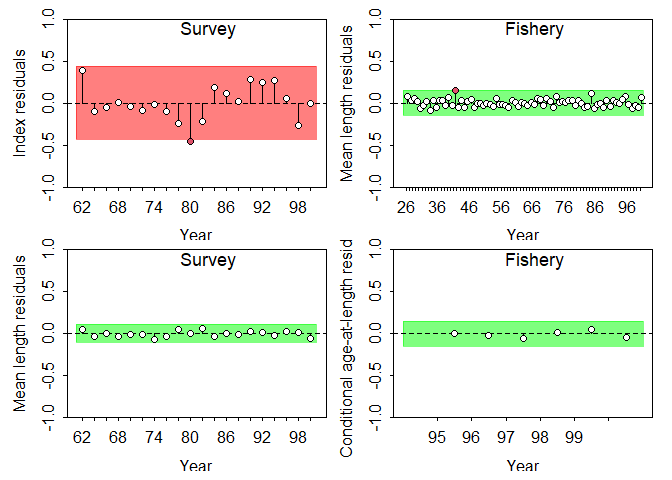 Survey
Index residuals
-1.0 -0.5 0.0 0.5 1.0
62 68 74 80 86 92 98
Year
Fishery
Mean length residuals
-1.0 -0.5 0.0 0.5 1.0
26 36 46 56 66 76 86 96
Year
Survey
Mean length residuals
-1.0 -0.5 0.0 0.5 1.0
62 68 74 80 86 92 98
Year
Fishery
Conditional age-at-length resid
-1.0 -0.5 0.0 0.5 1.0
95 96 97 98 99
Year